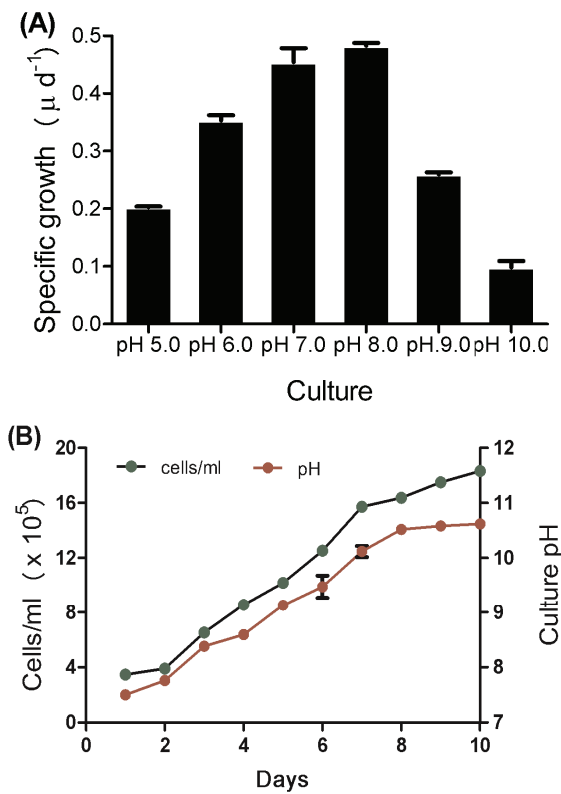 (A)
Specific growth ( μ d-1)
0.5
0.4
0.3
0.2
0.1
0.0
pH 5.0 pH 6.0 pH 7.0 pH 8.0 pH.9.0 pH 10.0
Culture
(B)
cells/ml pH
Cells/ml ( x 10⁵)
20
16
12
8
4
0
12
11
10
9
8
7
Culture pH
0 2 4 6 8 10
Days